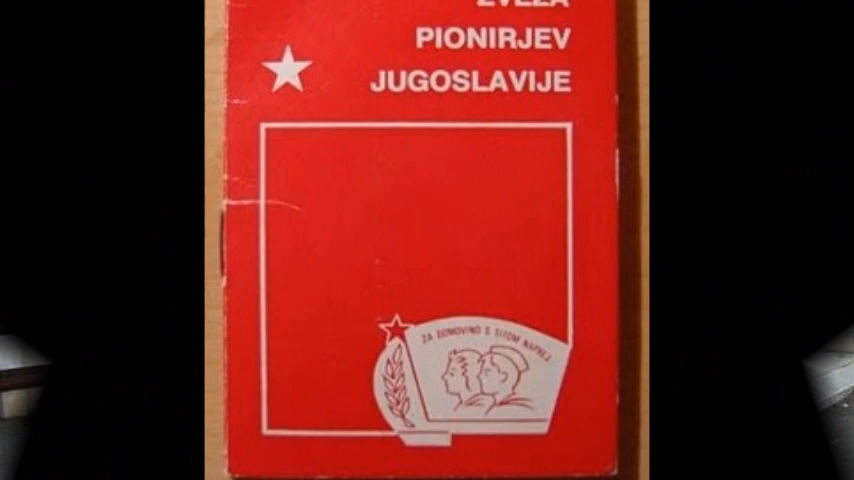 ZVEZA
PIONIRJEV
JUGOSLAVIJE
ZA DOMOVINO S TITOM NAPREJ